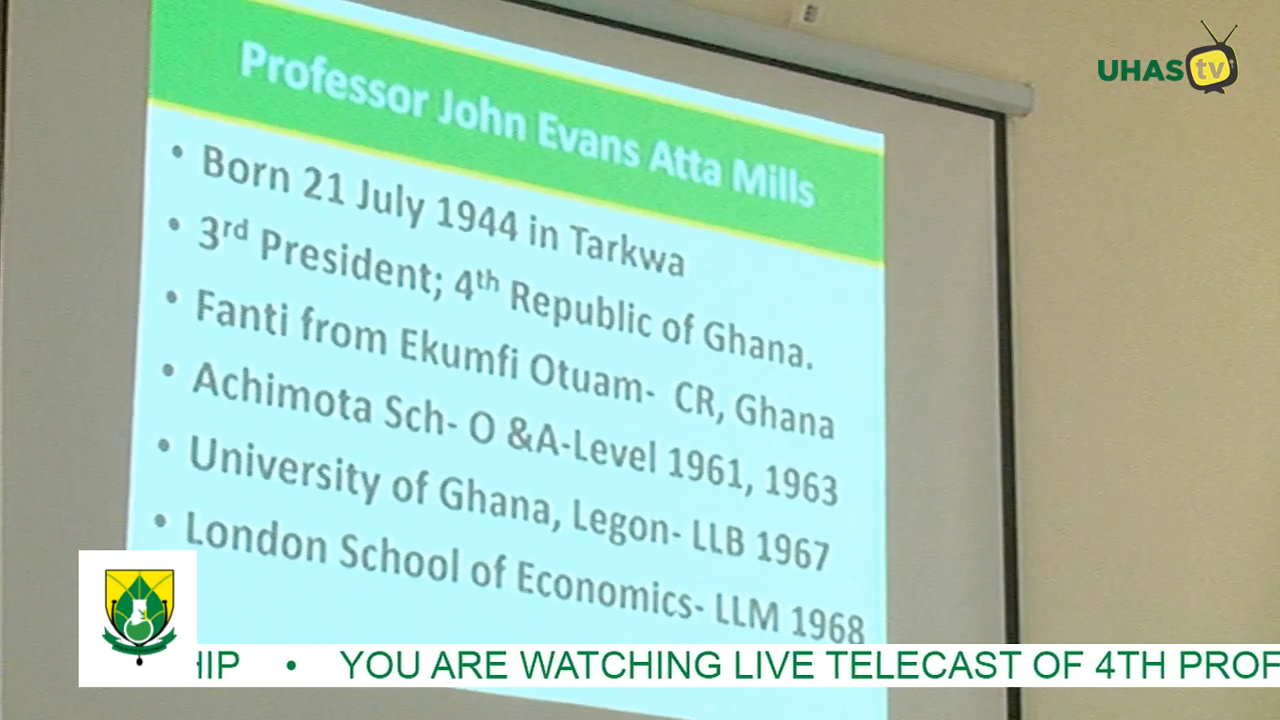 UHAS tv
Professor John Evans Atta Mills
• Born 21 July 1944 in Tarkwa
• 3rd President; 4th Republic of Ghana.
• Fanti from Ekumfi Otuam- CR, Ghana
• Achimota Sch- O &A-Level 1961, 1963
• University of Ghana, Legon- LLB 1967
• London School of Economics- LLM 1968
HIP • YOU ARE WATCHING LIVE TELECAST OF 4TH PROF